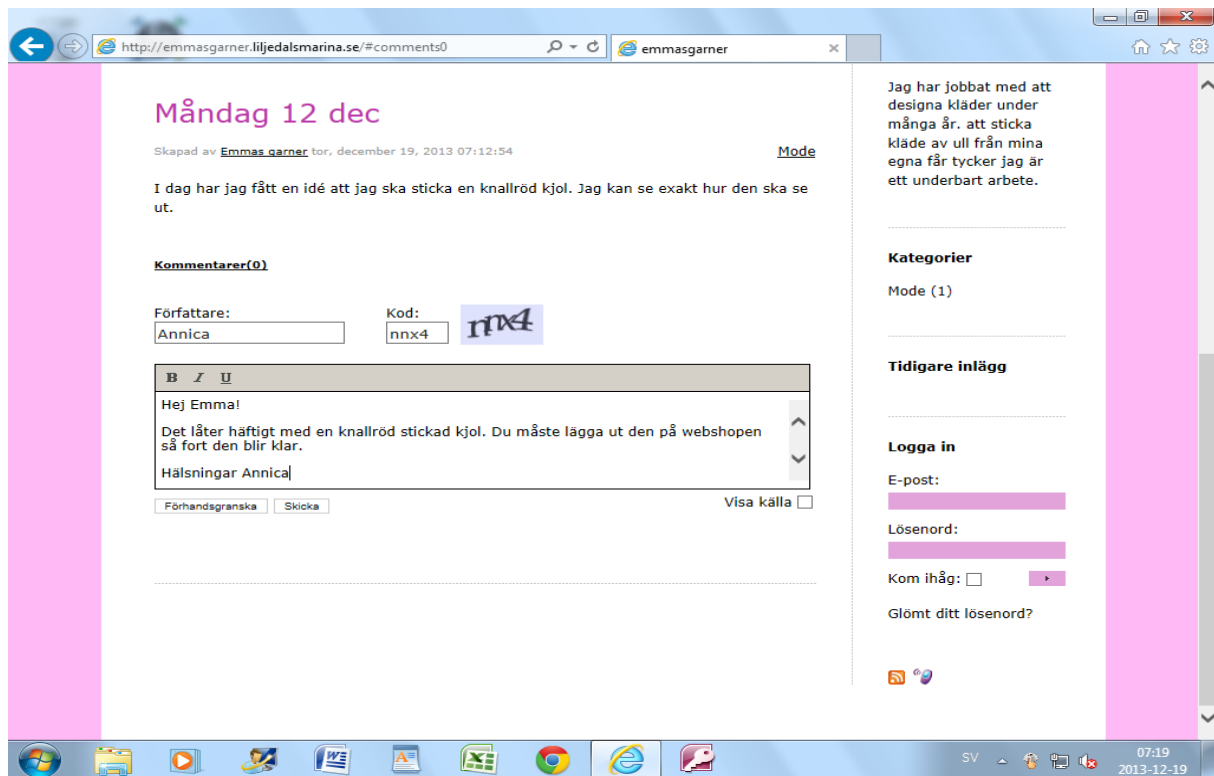 http://emmasgarner.liljedalsmarina.se/#comments0
emmasgarner
Måndag 12 dec
Skapad av Emmas garner tor, december 19, 2013 07:12:54
Mode
I dag har jag fått en idé att jag ska sticka en knallröd kjol. Jag kan se exakt hur den ska se
ut.
Kommentarer(0)
Författare:
Kod:
Annica
nnx4
nnx4
B I U
Hej Emma!
Det låter häftigt med en knallröd stickad kjol. Du måste lägga ut den på webshopen
så fort den blir klar.
Hälsningar Annica
Förhandsgranska
Skicka
Visa källa
Jag har jobbat med att
designa kläder under
många år. att sticka
kläde av ull från mina
egna får tycker jag är
ett underbart arbete.
Kategorier
Mode (1)
Tidigare inlägg
Logga in
E-post:
Lösenord:
Kom ihåg:
Glömt ditt lösenord?
SV
07:19
2013-12-19